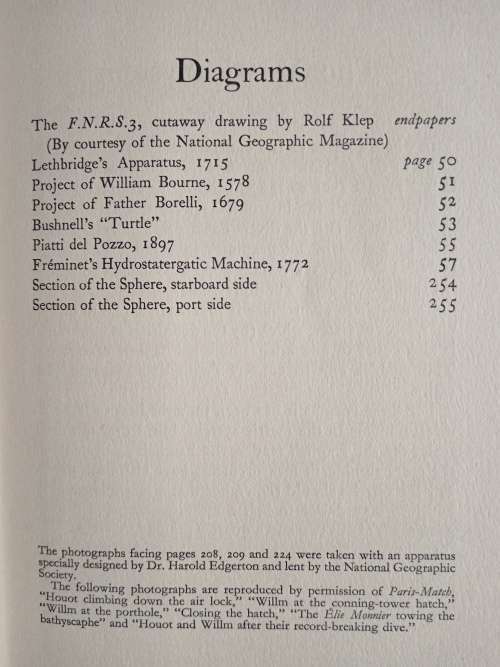 Diagrams
The F.N.R.S.3, cutaway drawing by Rolf Klep endpapers
(By courtesy of the National Geographic Magazine)
Lethbridge's Apparatus, 1715 page 50
Project of William Bourne, 1578 51
Project of Father Borelli, 1679 52
Bushnell's “Turtle” 53
Piatti del Pozzo, 1897 55
Fréminet's Hydrostatergatic Machine, 1772 57
Section of the Sphere, starboard side 254
Section of the Sphere, port side 255
The photographs facing pages 208, 209 and 224 were taken with an apparatus
specially designed by Dr. Harold Edgerton and lent by the National Geographic
Society.
The following photographs are reproduced by permission of Paris-Match,
“Houot climbing down the air lock,” “Willm at the conning-tower hatch,”
“Willm at the porthole,” “Closing the hatch,” “The Élie Monnier towing the
bathyscaphe” and “Houot and Willm after their record-breaking dive.”